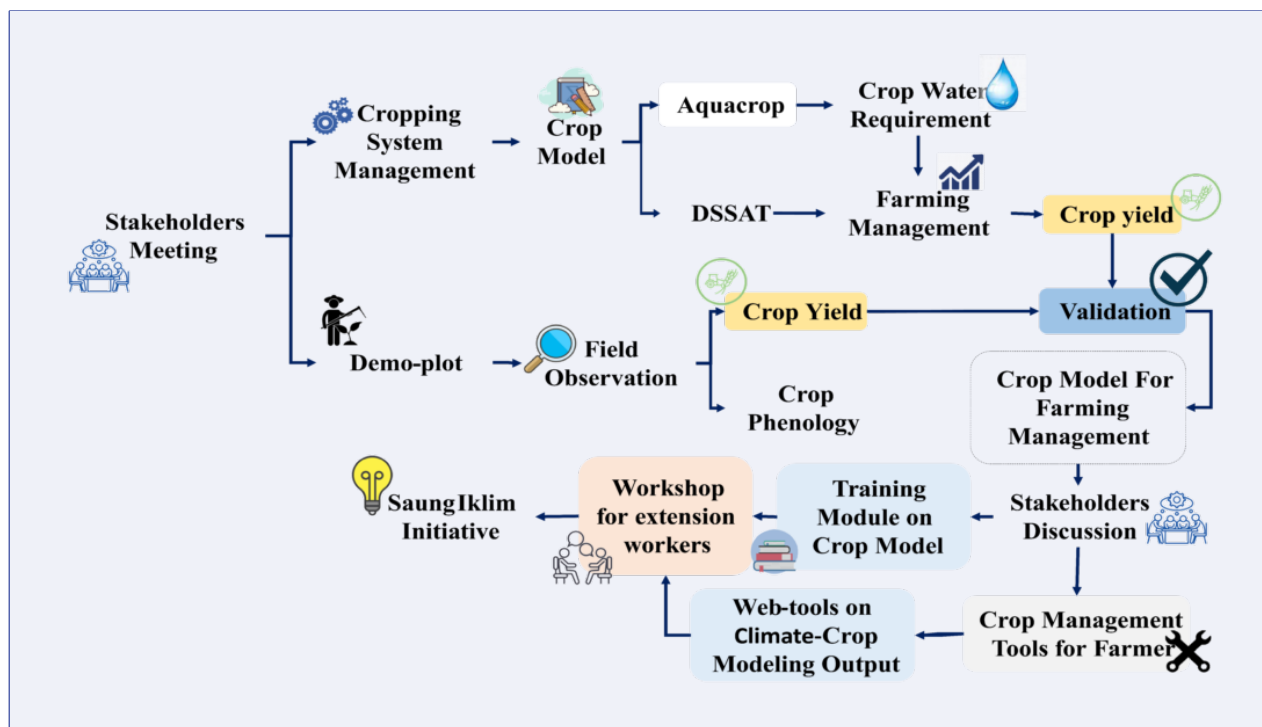 Stakeholders
Meeting
Cropping
System
Management
Crop
Model
Aquacrop
Crop Water
Requirement
DSSAT
Farming
Management
Crop yield
Demo-plot
Field
Observation
Crop Yield
Crop
Phenology
Validation
Crop Model For
Farming
Management
Stakeholders
Discussion
Training
Module on
Crop Model
Workshop
for extension
workers
Saung Iklim
Initiative
Crop Management
Tools for Farmer
Web-tools on
Climate-Crop
Modeling Output